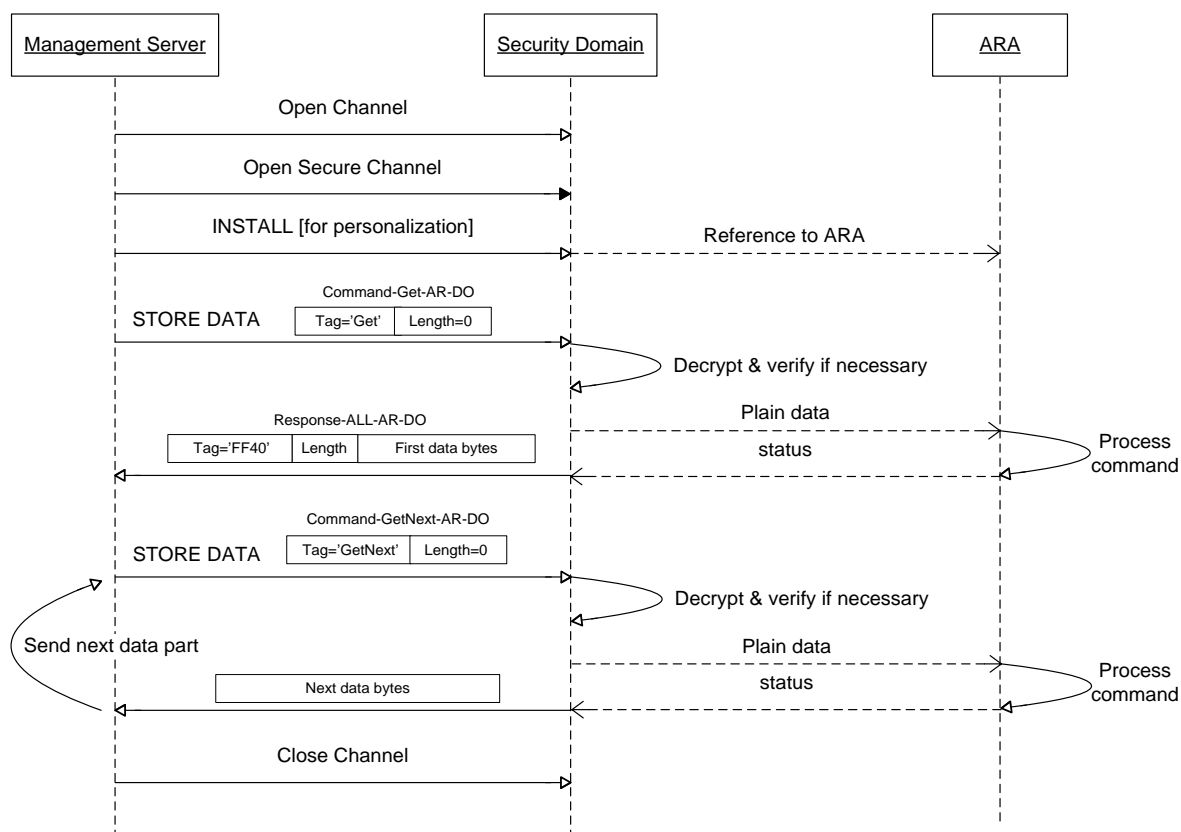 Management Server
Security Domain
ARA
Open Channel
Open Secure Channel
INSTALL [for personalization]
Reference to ARA
Command-Get-AR-DO
STORE DATA
Tag='Get'
Length=0
Decrypt & verify if necessary
Response-ALL-AR-DO
Plain data
Tag='FF40'
Length
First data bytes
status
Process
command
Command-GetNext-AR-DO
STORE DATA
Tag='GetNext'
Length=0
Decrypt & verify if necessary
Send next data part
Plain data
Next data bytes
status
Process
command
Close Channel